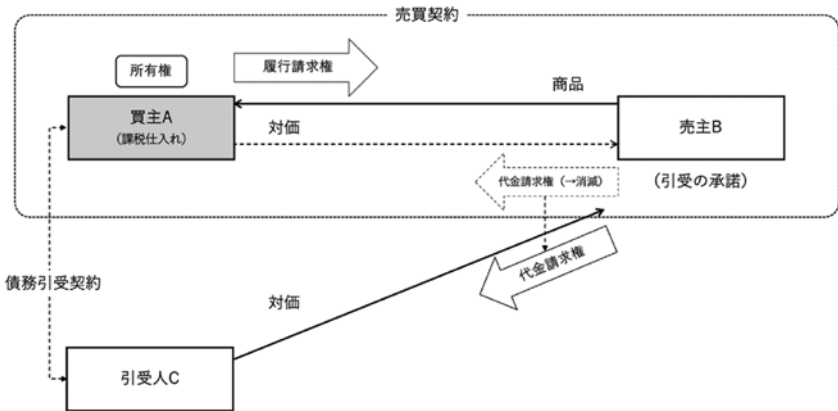 売買契約
所有権
履行請求権
商品
買主A
(課税仕入れ)
対価
売主B
代金請求権（→消滅）
（引受の承諾）
代金請求権
債務引受契約
対価
引受人C